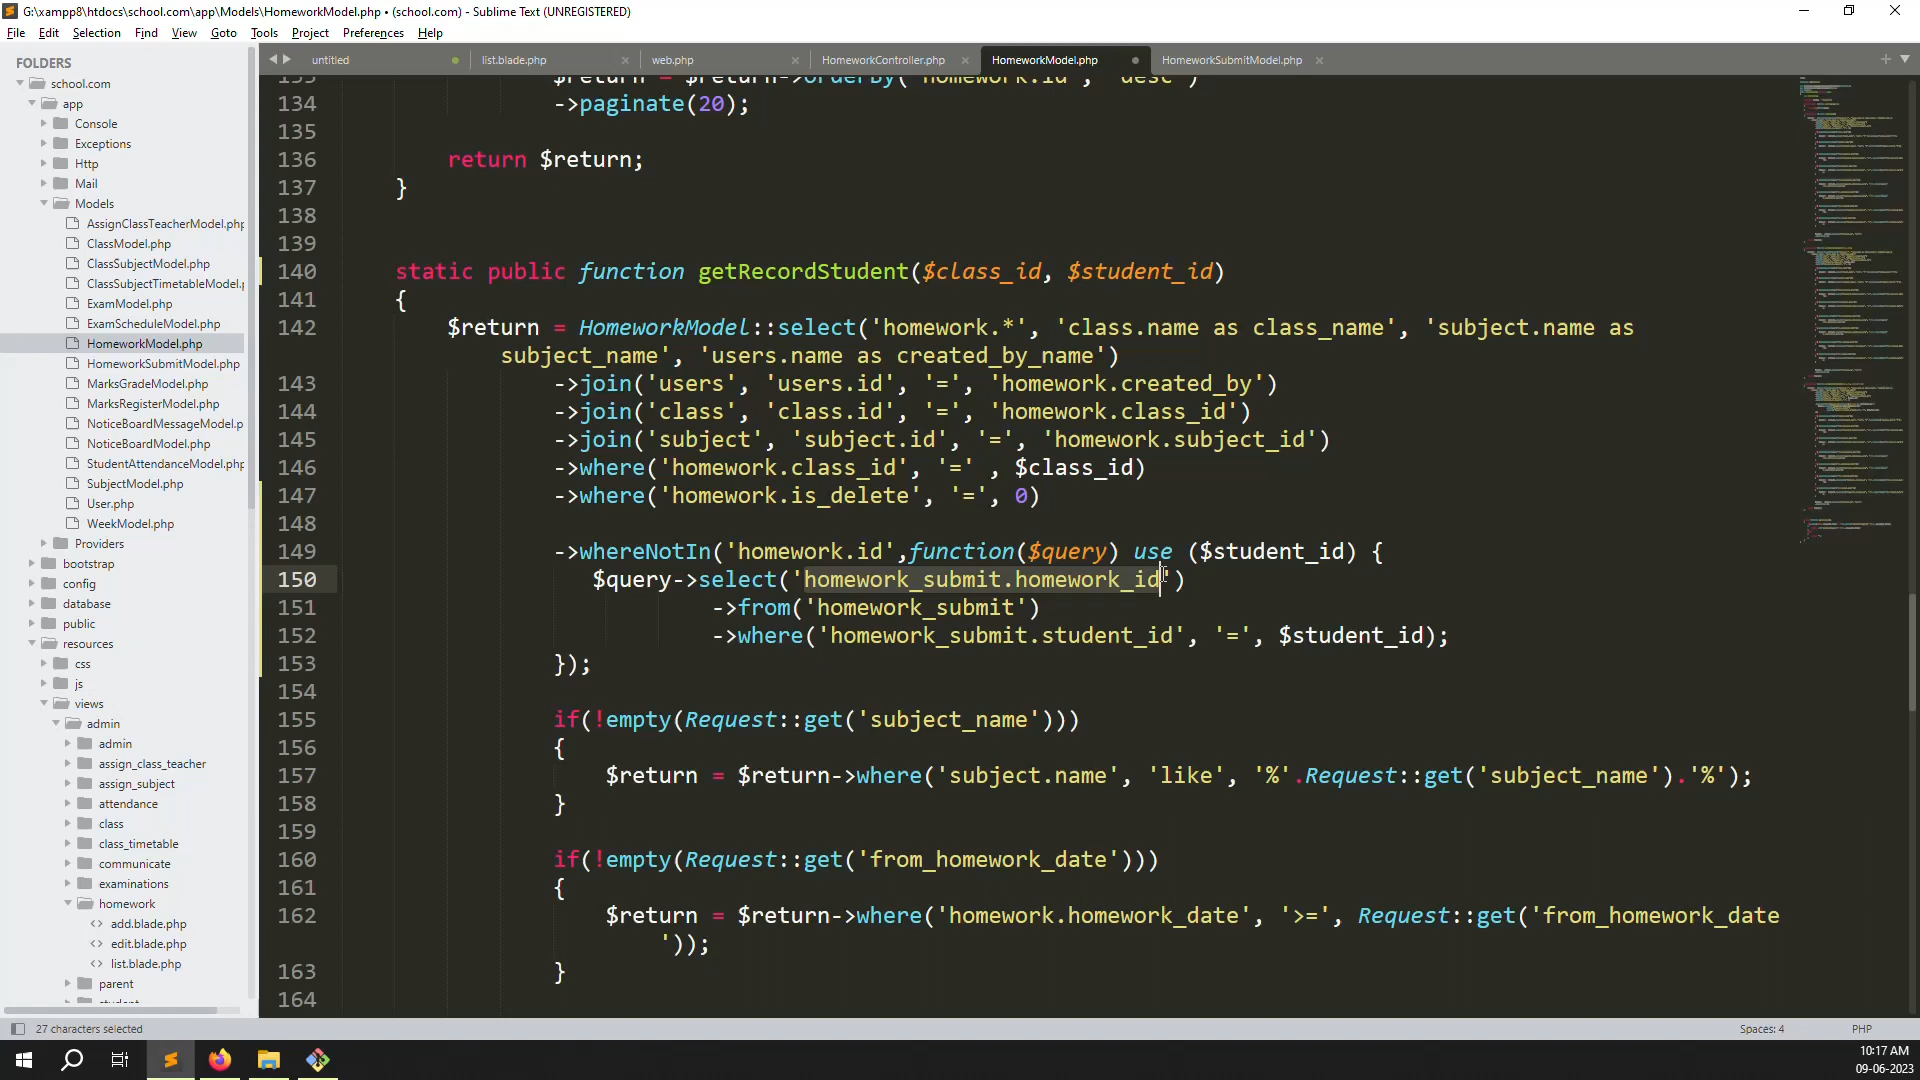 G:\xampp8\htdocs\school.com\app\Models\HomeworkModel.php • (school.com) - Sublime Text (UNREGISTERED)
File Edit Selection Find View Goto Tools Project Preferences Help
FOLDERS
school.com
app
Console
Exceptions
Http
Mail
Models
AssignClassTeacherModel.php
ClassModel.php
ClassSubjectModel.php
ClassSubjectTimetableModel.
ExamModel.php
ExamScheduleModel.php
HomeworkModel.php
HomeworkSubmitModel.php
MarksGradeModel.php
MarksRegisterModel.php
NoticeBoardMessageModel.p
NoticeBoardModel.php
StudentAttendanceModel.php
SubjectModel.php
User.php
WeekModel.php
Providers
bootstrap
config
database
public
resources
css
js
views
admin
admin
assign_class_teacher
assign_subject
attendance
class
class_timetable
communicate
examinations
homework
add.blade.php
edit.blade.php
list.blade.php
parent
student
untitled list.blade.php web.php HomeworkController.php HomeworkModel.php HomeworkSubmitModel.php
133 $return = $return->orderBy('homework.id', 'desc')
134 ->paginate(20);
135
136 return $return;
137 }
138
139
140 static public function getRecordStudent($class_id, $student_id)
141 {
142 $return = HomeworkModel::select('homework.*', 'class.name as class_name', 'subject.name as
subject_name', 'users.name as created_by_name')
143 ->join('users', 'users.id', '=', 'homework.created_by')
144 ->join('class', 'class.id', '=', 'homework.class_id')
145 ->join('subject', 'subject.id', '=', 'homework.subject_id')
146 ->where('homework.class_id', '=' , $class_id)
147 ->where('homework.is_delete', '=', 0)
148
149 ->whereNotIn('homework.id',function($query) use ($student_id) {
150 $query->select('homework_submit.homework_id')
151 ->from('homework_submit')
152 ->where('homework_submit.student_id', '=', $student_id);
153 });
154
155 if(!empty(Request::get('subject_name')))
156 {
157 $return = $return->where('subject.name', 'like', '%'.Request::get('subject_name').'%');
158 }
159
160 if(!empty(Request::get('from_homework_date')))
161 {
162 $return = $return->where('homework.homework_date', '>=', Request::get('from_homework_date
'));
163 }
164
27 characters selected Spaces: 4 PHP
10:17 AM
09-06-2023